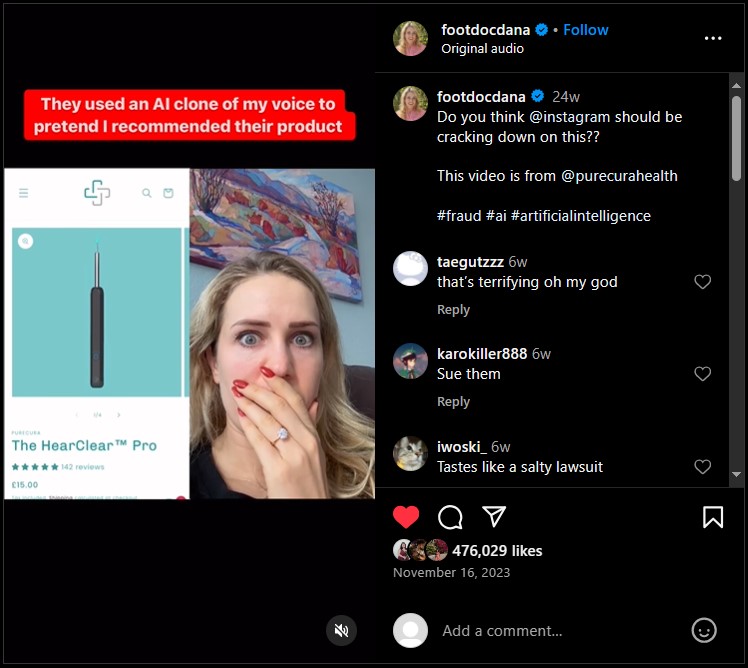 They used an AI clone of my voice to
pretend I recommended their product
1/4
PURECURA
The HearClear™ Pro
142 reviews
£15.00
footdocdana • Follow
Original audio
footdocdana 24w
Do you think @instagram should be
cracking down on this??
This video is from @purecurahealth
#fraud #ai #artificialintelligence
taegutzzz 6w
that's terrifying oh my god
Reply
karokiller888 6w
Sue them
Reply
iwoski_ 6w
Tastes like a salty lawsuit
476,029 likes
November 16, 2023
Add a comment...